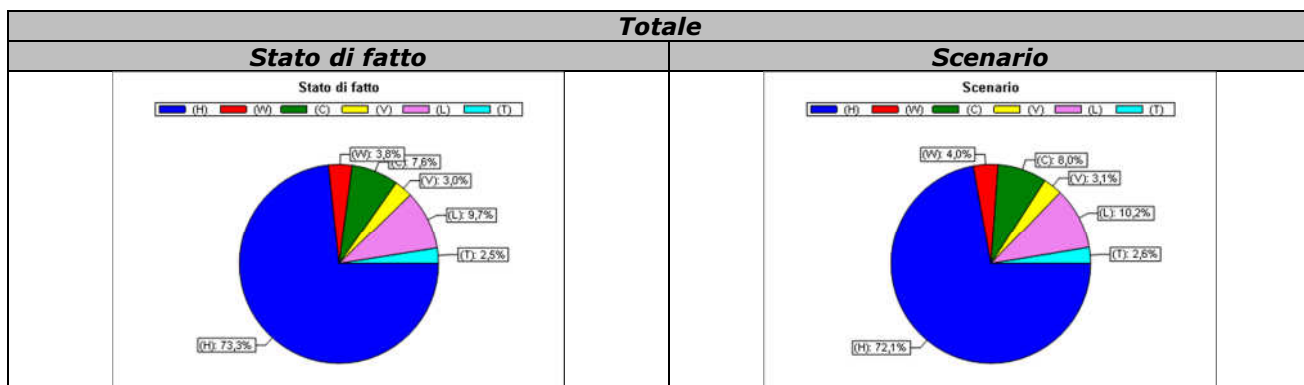 Totale
Stato di fatto
Scenario
Stato di fatto
(H) (W) (C) (V) (L) (T)
(W): 3,8%
(C): 7,6%
(V): 3,0%
(L): 9,7%
(T): 2,5%
(H): 73,3%
Scenario
(H) (W) (C) (V) (L) (T)
(W): 4,0%
(C): 8,0%
(V): 3,1%
(L): 10,2%
(T): 2,6%
(H): 72,1%